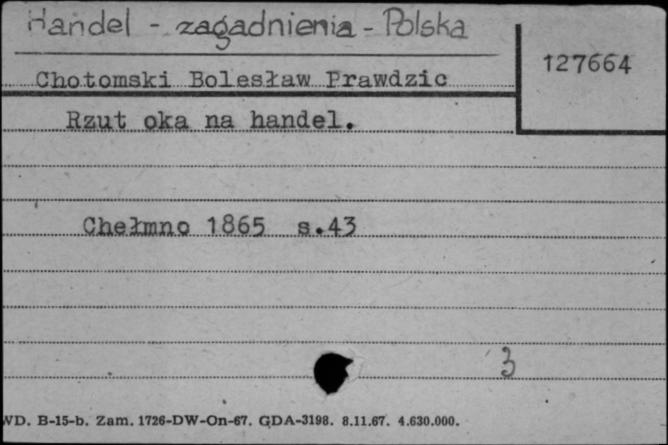 Handel - zagadnienia - Polska
127664
Chotomski Bolesław Prawdzic
Rzut oka na handel.
Chełmno 1865 s.43
3
WD. B-15-b. Zam. 1726-DW-On-67. GDA-3198. 8.11.67. 4.630.000.